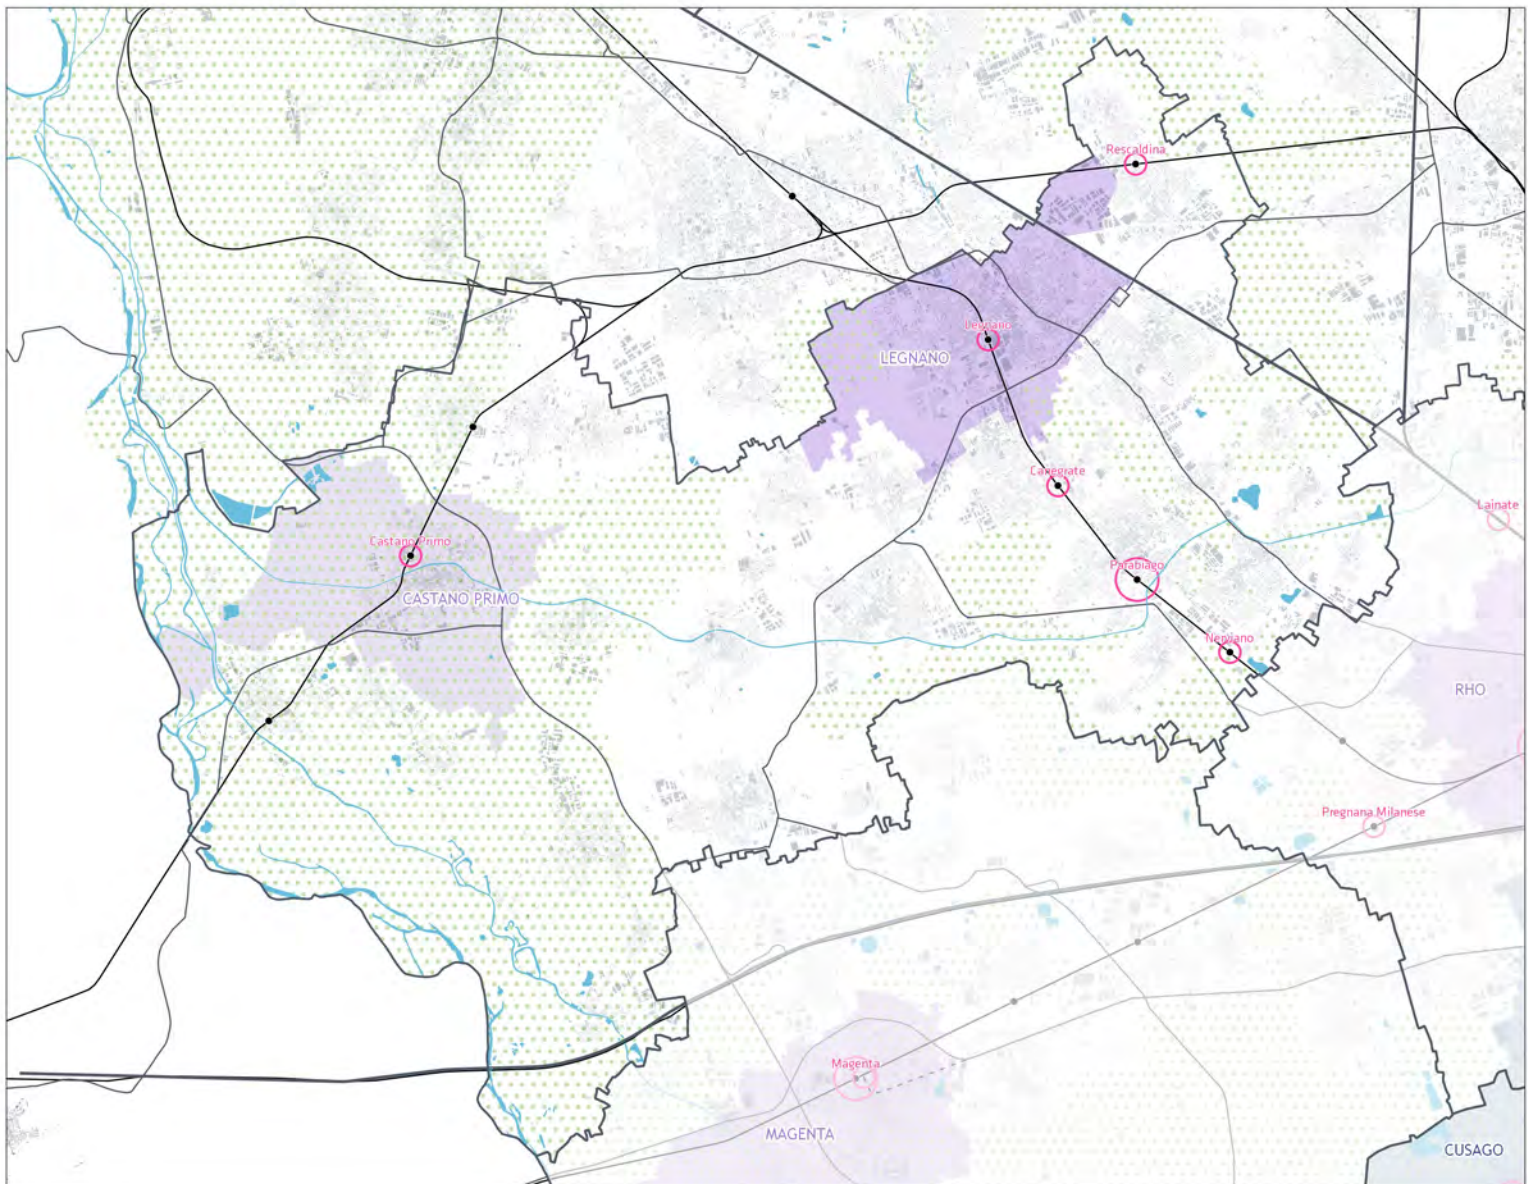 Rescaldina
Legnano
LEGNANO
Canegrate
Lainate
Castano Primo
Parabiago
CASTANO PRIMO
Nerviano
RHO
Pregnana Milanese
Magenta
MAGENTA
CUSAGO